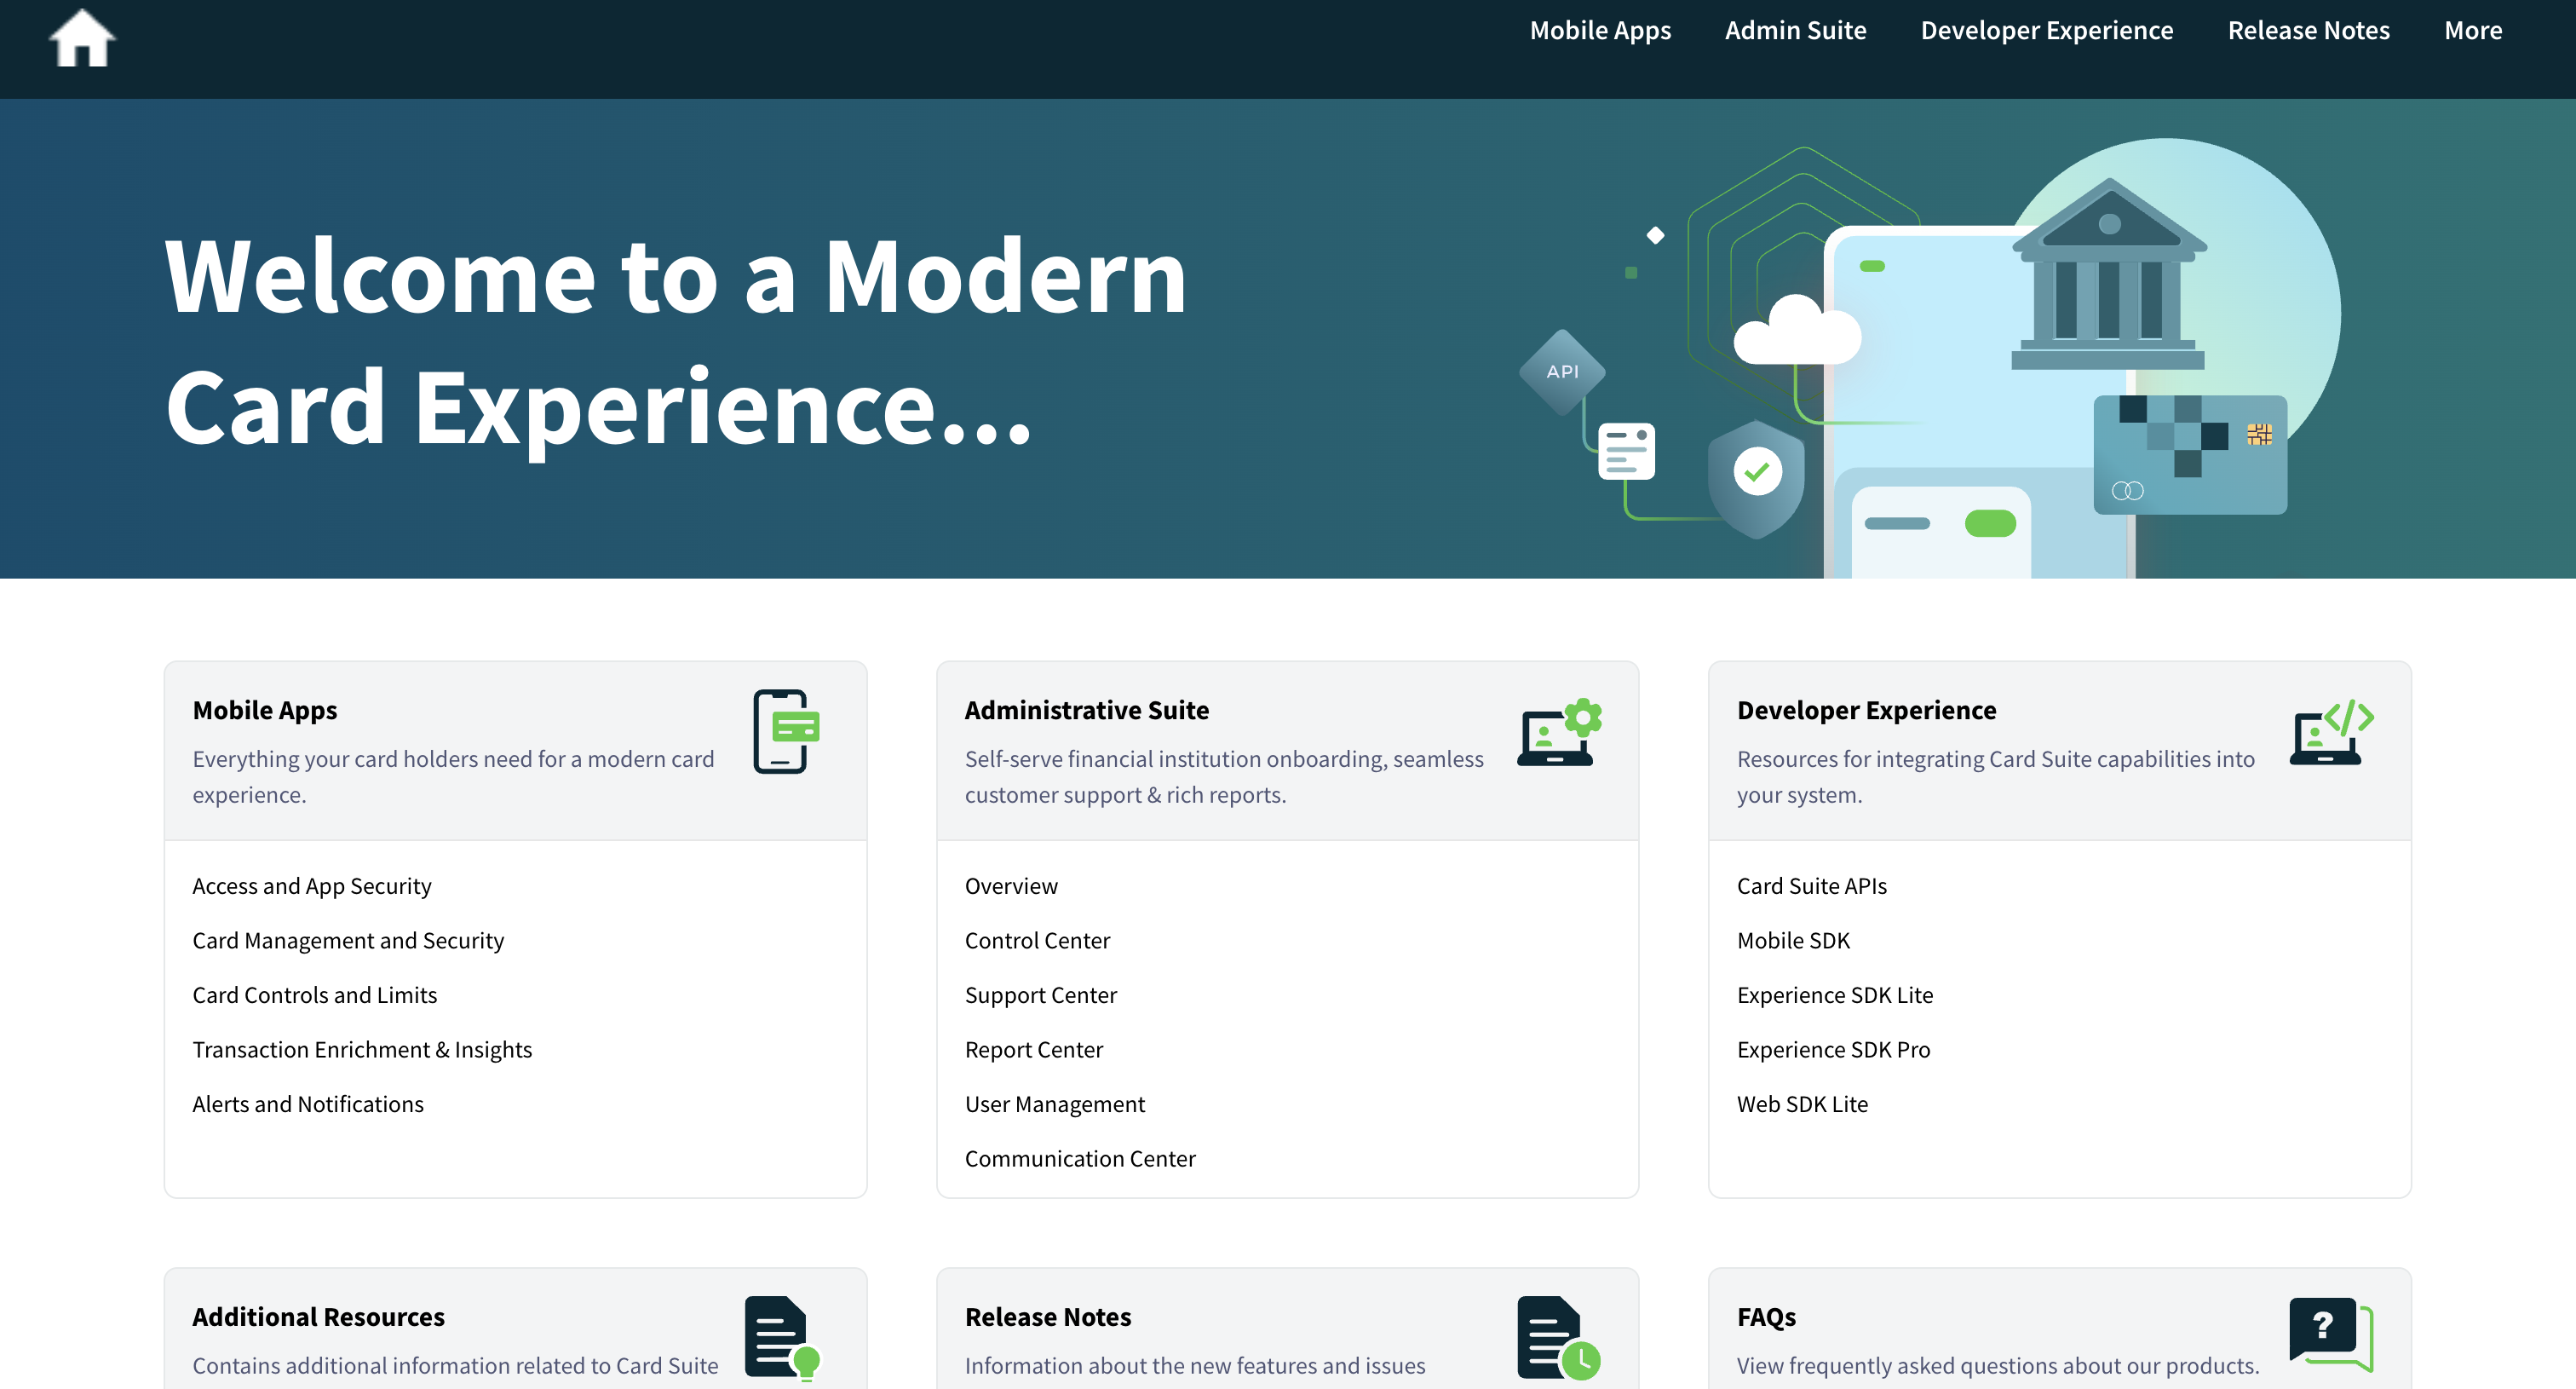 Mobile Apps
Admin Suite
Developer Experience
Release Notes
More
Welcome to a Modern
Card Experience...
API
Mobile Apps
Everything your card holders need for a modern card
experience.
Access and App Security
Card Management and Security
Card Controls and Limits
Transaction Enrichment & Insights
Alerts and Notifications
Administrative Suite
Self-serve financial institution onboarding, seamless
customer support & rich reports.
Overview
Control Center
Support Center
Report Center
User Management
Communication Center
Developer Experience
Resources for integrating Card Suite capabilities into
your system.
Card Suite APIs
Mobile SDK
Experience SDK Lite
Experience SDK Pro
Web SDK Lite
Additional Resources
Contains additional information related to Card Suite
Release Notes
Information about the new features and issues
FAQs
View frequently asked questions about our products.
?